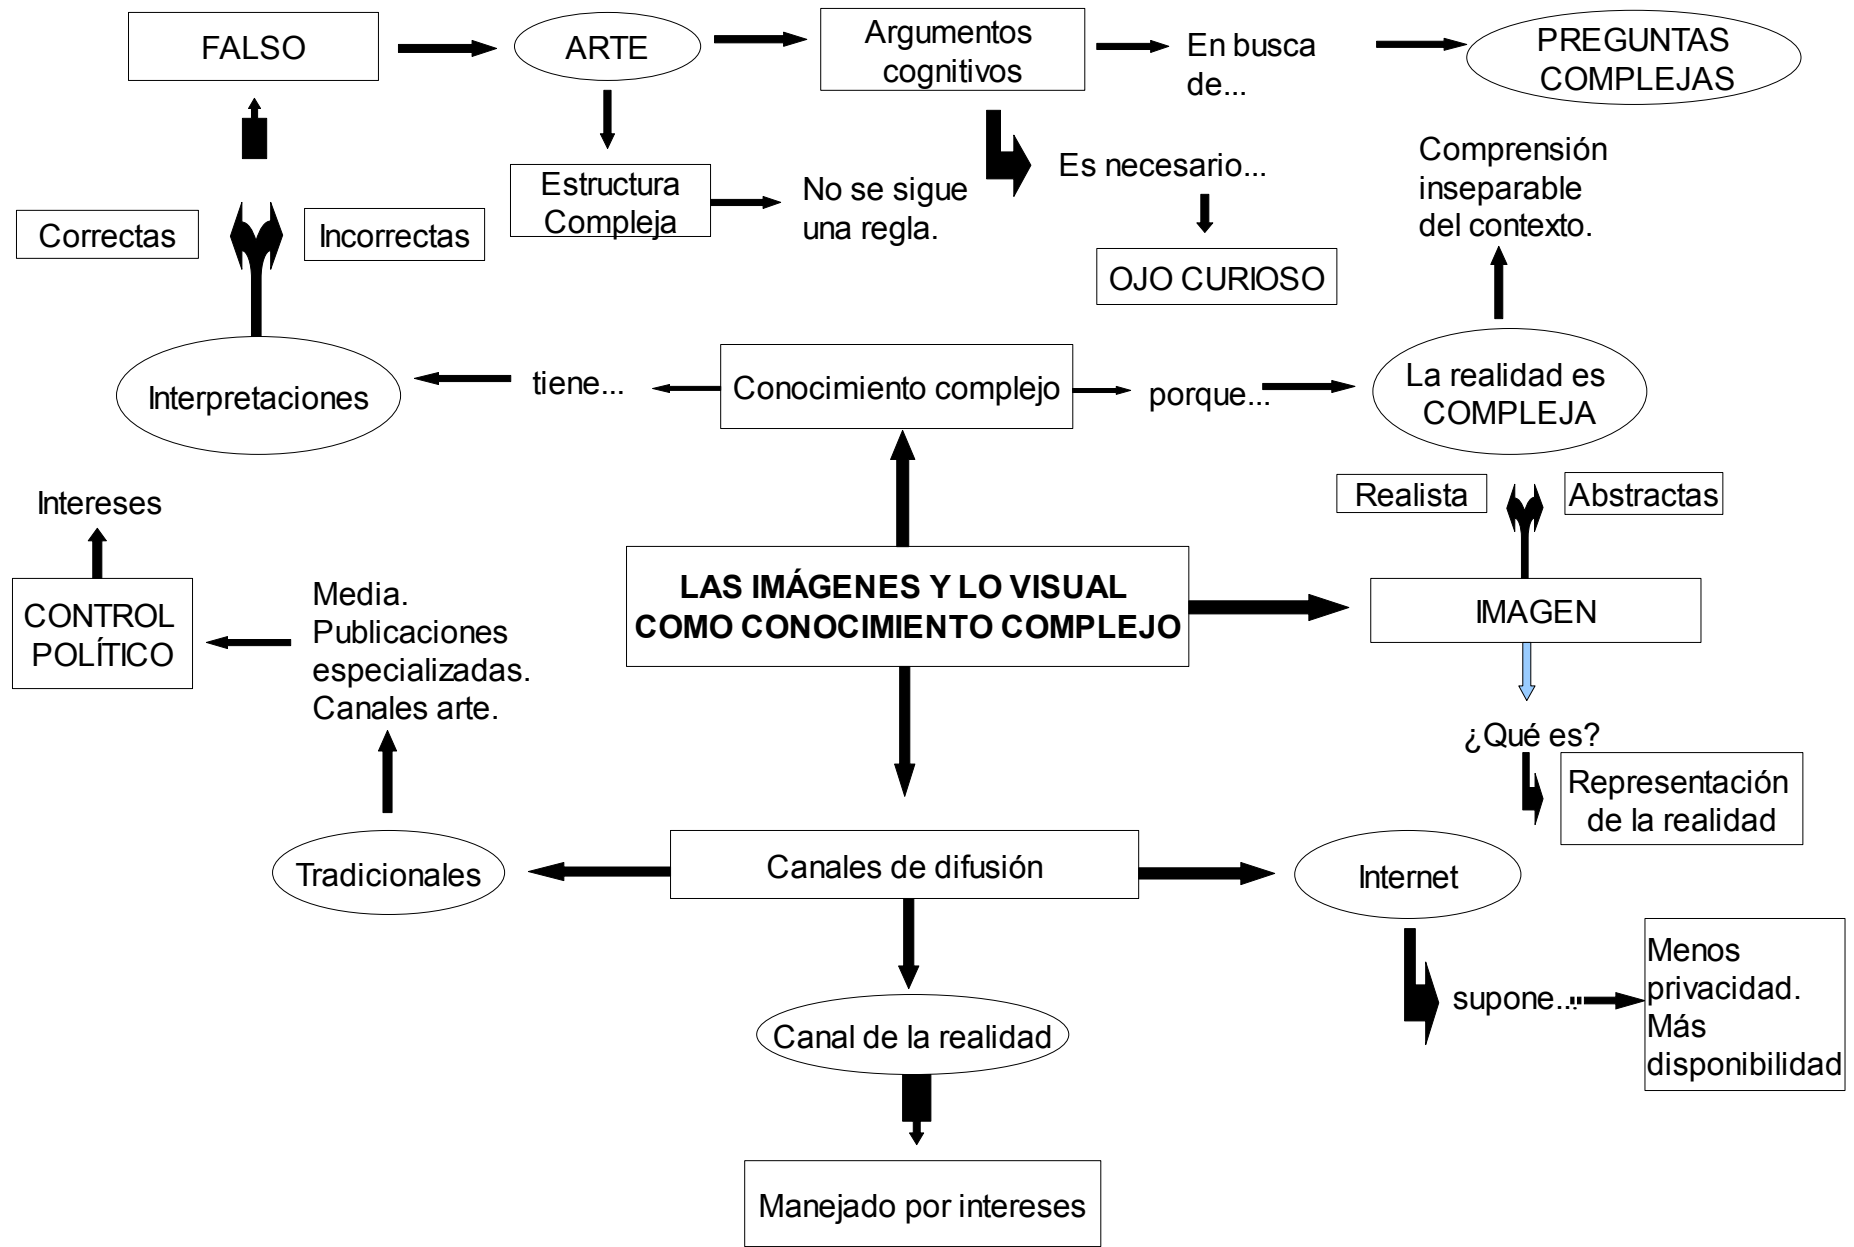 FALSO
ARTE
Argumentos
cognitivos
En busca
de...
PREGUNTAS
COMPLEJAS
Estructura
Compleja
No se sigue
una regla.
Es necesario...
OJO CURIOSO
Comprensión
inseparable
del contexto.
Correctas
Incorrectas
Interpretaciones
tiene...
Conocimiento complejo
porque...
La realidad es
COMPLEJA
Realista
Abstractas
Intereses
CONTROL
POLÍTICO
Media.
Publicaciones
especializadas.
Canales arte.
LAS IMÁGENES Y LO VISUAL
COMO CONOCIMIENTO COMPLEJO
IMAGEN
¿Qué es?
Representación
de la realidad
Tradicionales
Canales de difusión
Internet
supone...
Menos
privacidad.
Más
disponibilidad
Canal de la realidad
Manejado por intereses